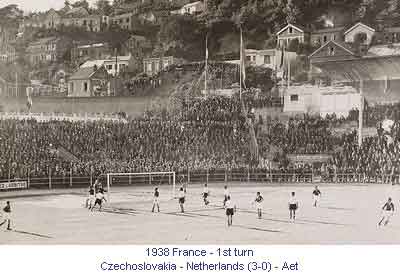 1938 France - 1st turn
Czechoslovakia - Netherlands (3-0) - Aet